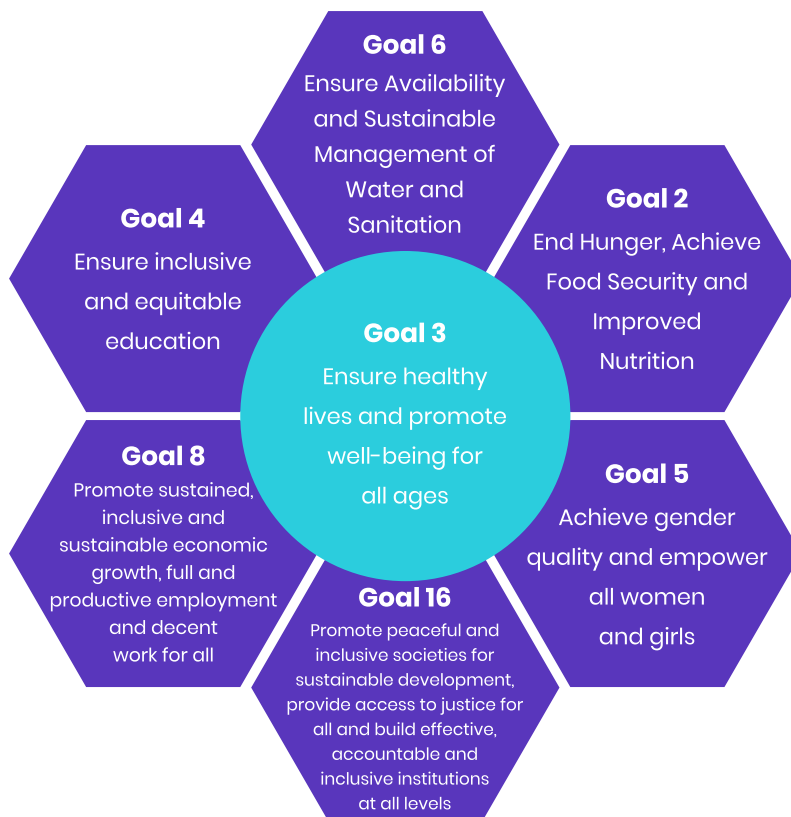 Goal 6
Ensure Availability
and Sustainable
Management of
Water and
Sanitation
Goal 2
End Hunger, Achieve
Food Security and
Improved
Nutrition
Goal 4
Ensure inclusive
and equitable
education
Goal 3
Ensure healthy
lives and promote
well-being for
all ages
Goal 8
Promote sustained,
inclusive and
sustainable economic
growth, full and
productive employment
and decent
work for all
Goal 5
Achieve gender
quality and empower
all women
and girls
Goal 16
Promote peaceful and
inclusive societies for
sustainable development,
provide access to justice for
all and build effective,
accountable and
inclusive institutions
at all levels